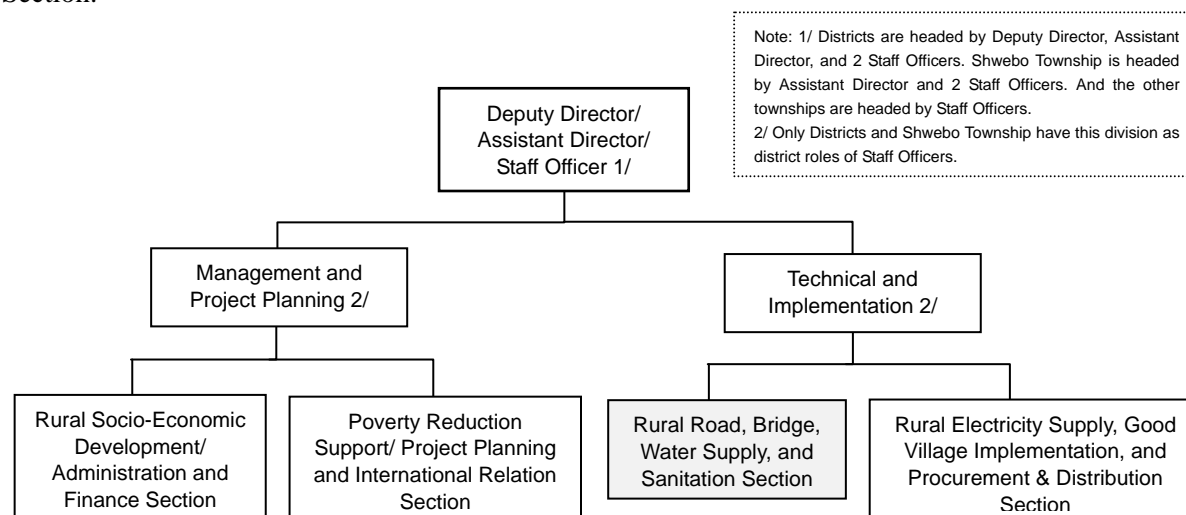 Section.
Note: 1/ Districts are headed by Deputy Director, Assistant
Director, and 2 Staff Officers. Shwebo Township is headed
by Assistant Director and 2 Staff Officers. And the other
townships are headed by Staff Officers.
2/ Only Districts and Shwebo Township have this division as
district roles of Staff Officers.
Deputy Director/
Assistant Director/
Staff Officer 1/
Management and
Project Planning 2/
Technical and
Implementation 2/
Rural Socio-Economic
Development/
Administration and
Finance Section
Poverty Reduction
Support/ Project Planning
and International Relation
Section
Rural Road, Bridge,
Water Supply, and
Sanitation Section
Rural Electricity Supply, Good
Village Implementation, and
Procurement & Distribution
Section